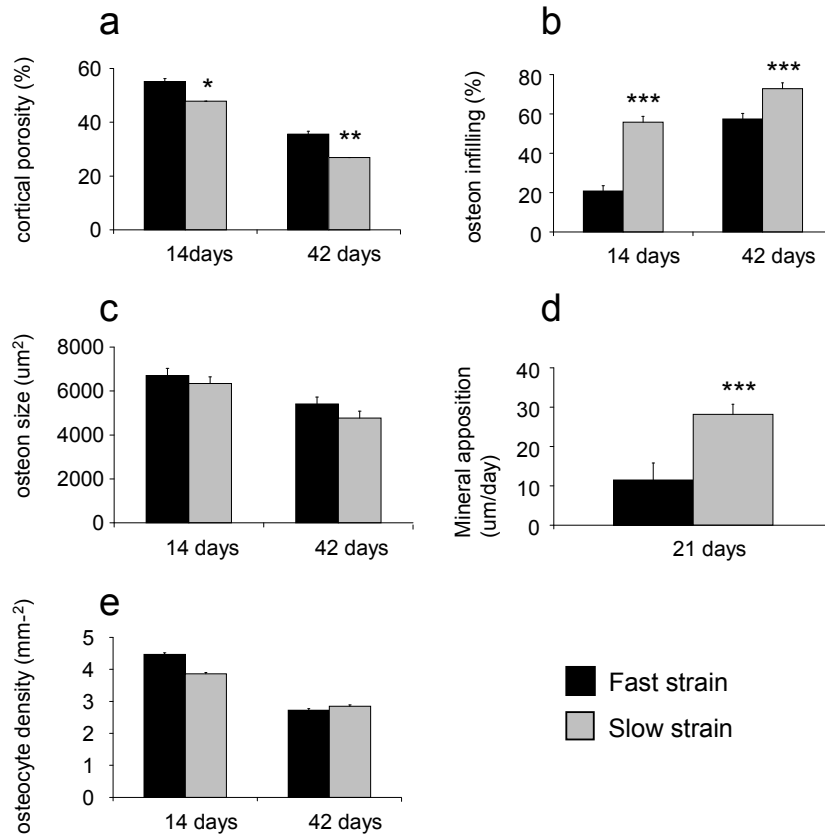 a
cortical porosity (%)
60
40
20
0
*
**
14days
42 days
b
osteon infilling (%)
80
60
40
20
0
***
***
14 days
42 days
c
osteon size (um²)
8000
6000
4000
2000
0
14 days
42 days
d
Mineral apposition
(um/day)
40
30
20
10
0
***
21 days
e
osteocyte density (mm-²)
5
4
3
2
1
0
14 days
42 days
Fast strain
Slow strain